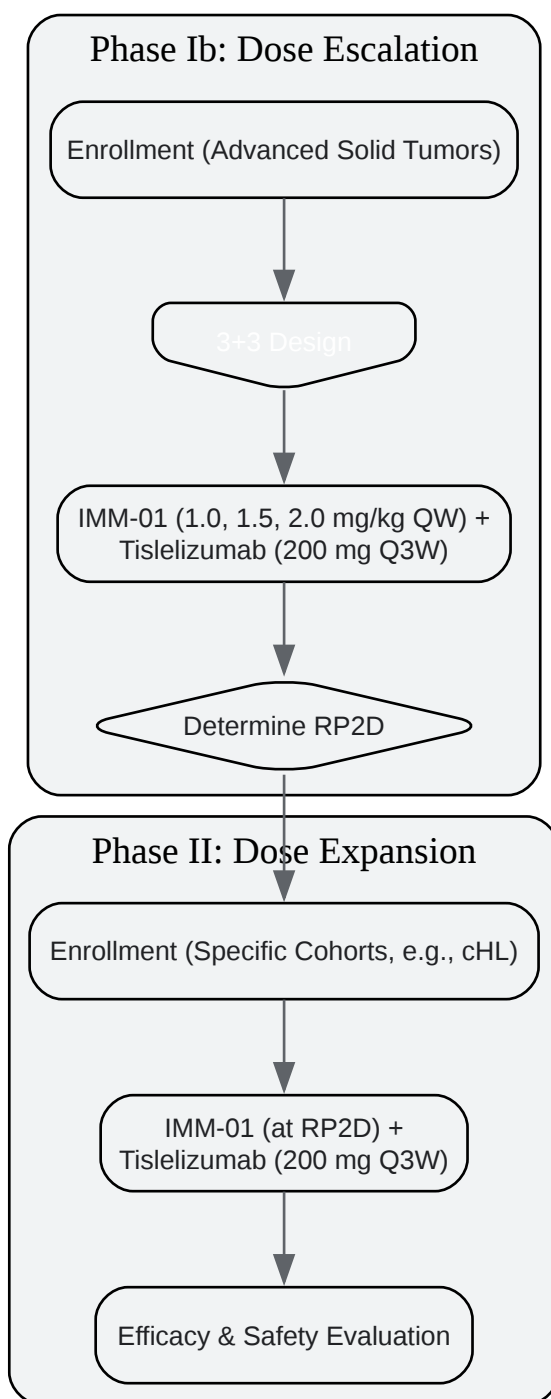 Phase Ib: Dose Escalation
Enrollment (Advanced Solid Tumors)
3+3 Design
IMM-01 (1.0, 1.5, 2.0 mg/kg QW) +
Tislelizumab (200 mg Q3W)
Determine RP2D
Phase II: Dose Expansion
Enrollment (Specific Cohorts, e.g., cHL)
IMM-01 (at RP2D) +
Tislelizumab (200 mg Q3W)
Efficacy & Safety Evaluation